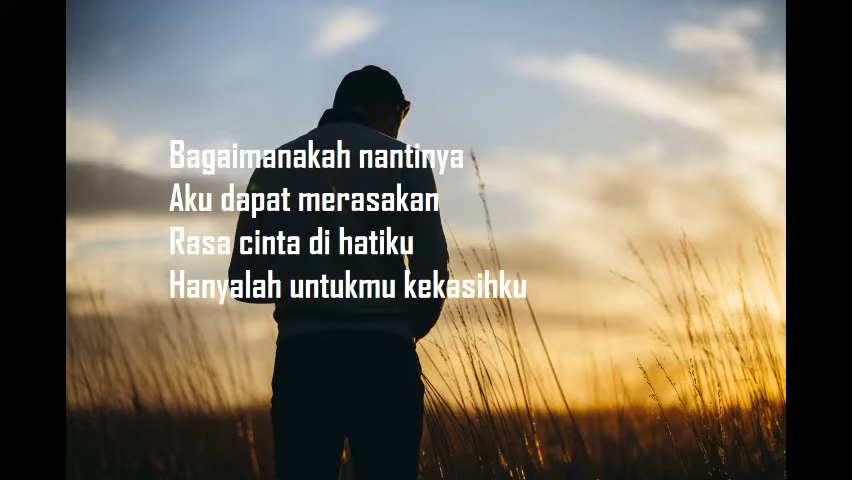 Bagaimanakah nantinya
Aku dapat merasakan
Rasa cinta di hatiku
Hanyalah untukmu kekasihku